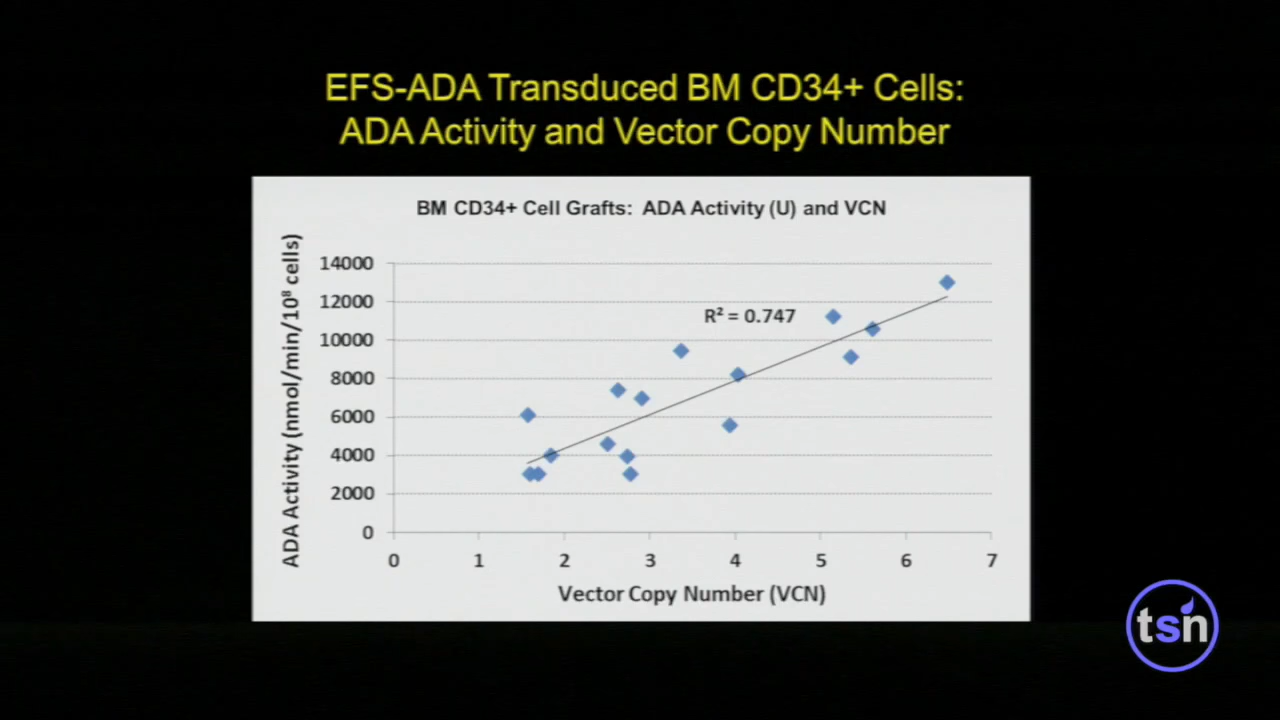 EFS-ADA Transduced BM CD34+ Cells:
ADA Activity and Vector Copy Number
BM CD34+ Cell Grafts: ADA Activity (U) and VCN
ADA Activity (nmol/min/10⁸ cells)
14000
12000
10000
8000
6000
4000
2000
0
R² = 0.747
0 1 2 3 4 5 6 7
Vector Copy Number (VCN)
tsn